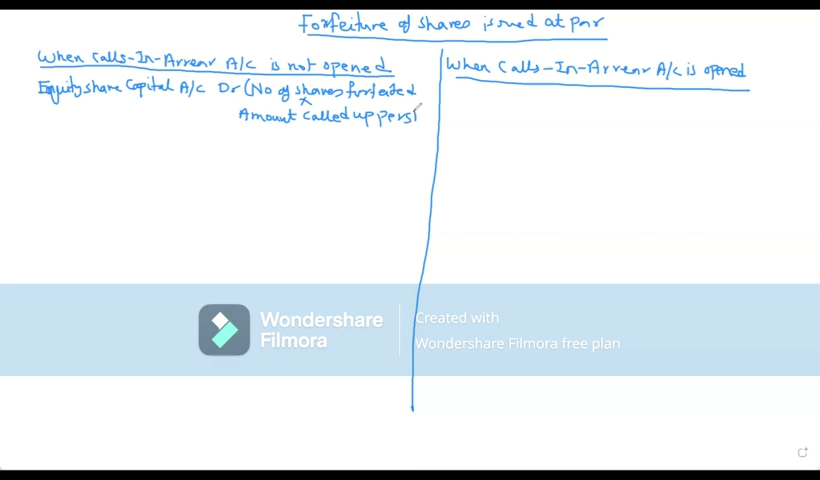 Forfeiture of shares issued at par
When Calls-In-Arrear A/c is not opened
Equity share Capital A/c Dr (No of shares forfeited
x
Amount called up per
When Calls-In-Arrear A/c is opened
Wondershare
Filmora
Created with
Wondershare Filmora free plan